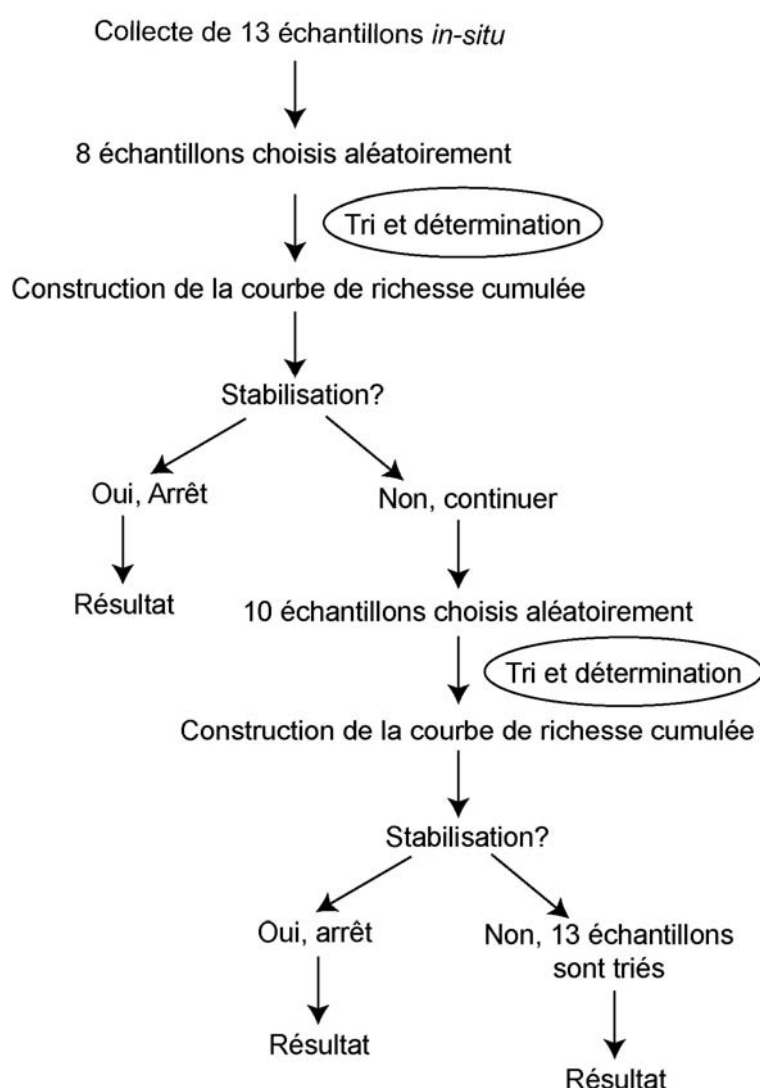 Collecte de 13 échantillons in-situ
8 échantillons choisis aléatoirement
Tri et détermination
Construction de la courbe de richesse cumulée
Stabilisation?
Oui, Arrêt
Non, continuer
Résultat
10 échantillons choisis aléatoirement
Tri et détermination
Construction de la courbe de richesse cumulée
Stabilisation?
Oui, arrêt
Non, 13 échantillons
sont triés
Résultat
Résultat